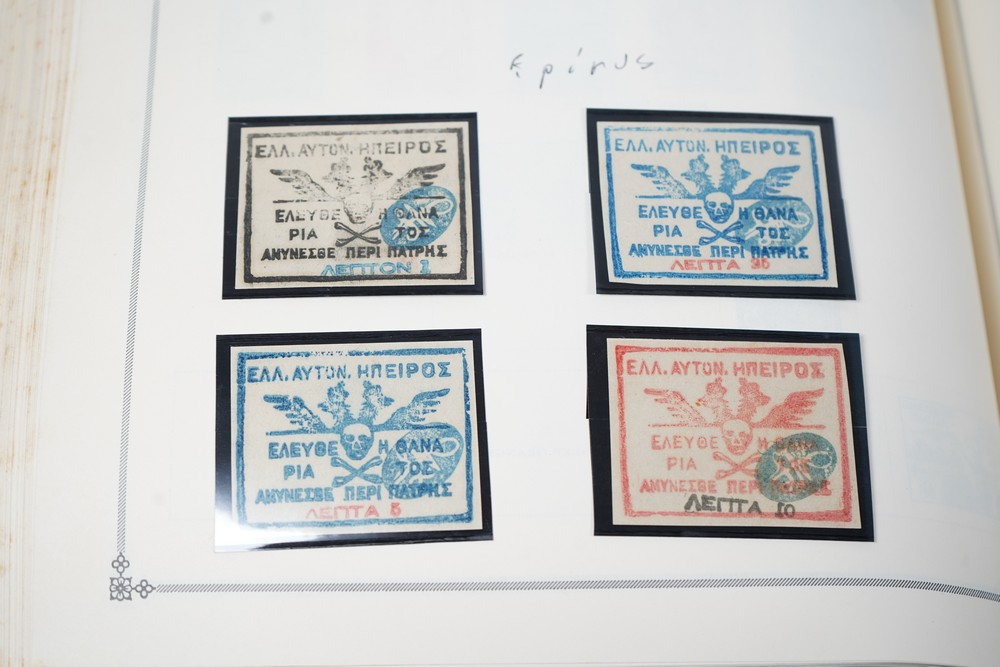 Epirus
ΕΛΛ. ΑΥΤΟΝ. ΗΠΕΙΡΟΣ
ΕΛΕΥΘΕ Η ΘΑΝΑ
ΡΙΑ ΤΟΣ
ΑΜΥΝΕΣΘΕ ΠΕΡΙ ΠΑΤΡΗΣ
ΛΕΠΤΟΝ 1
ΕΛΛ. ΑΥΤΟΝ. ΗΠΕΙΡΟΣ
ΕΛΕΥΘΕ Η ΘΑΝΑ
ΡΙΑ ΤΟΣ
ΑΜΥΝΕΣΘΕ ΠΕΡΙ ΠΑΤΡΗΣ
ΛΕΠΤΑ 25
ΕΛΛ. ΑΥΤΟΝ. ΗΠΕΙΡΟΣ
ΕΛΕΥΘΕ Η ΘΑΝΑ
ΡΙΑ ΤΟΣ
ΑΜΥΝΕΣΘΕ ΠΕΡΙ ΠΑΤΡΗΣ
ΛΕΠΤΑ 5
ΕΛΛ. ΑΥΤΟΝ. ΗΠΕΙΡΟΣ
ΕΛΕΥΘΕ Η ΘΑΝΑ
ΡΙΑ ΤΟΣ
ΑΜΥΝΕΣΘΕ ΠΕΡΙ ΠΑΤΡΗΣ
ΛΕΠΤΑ 10